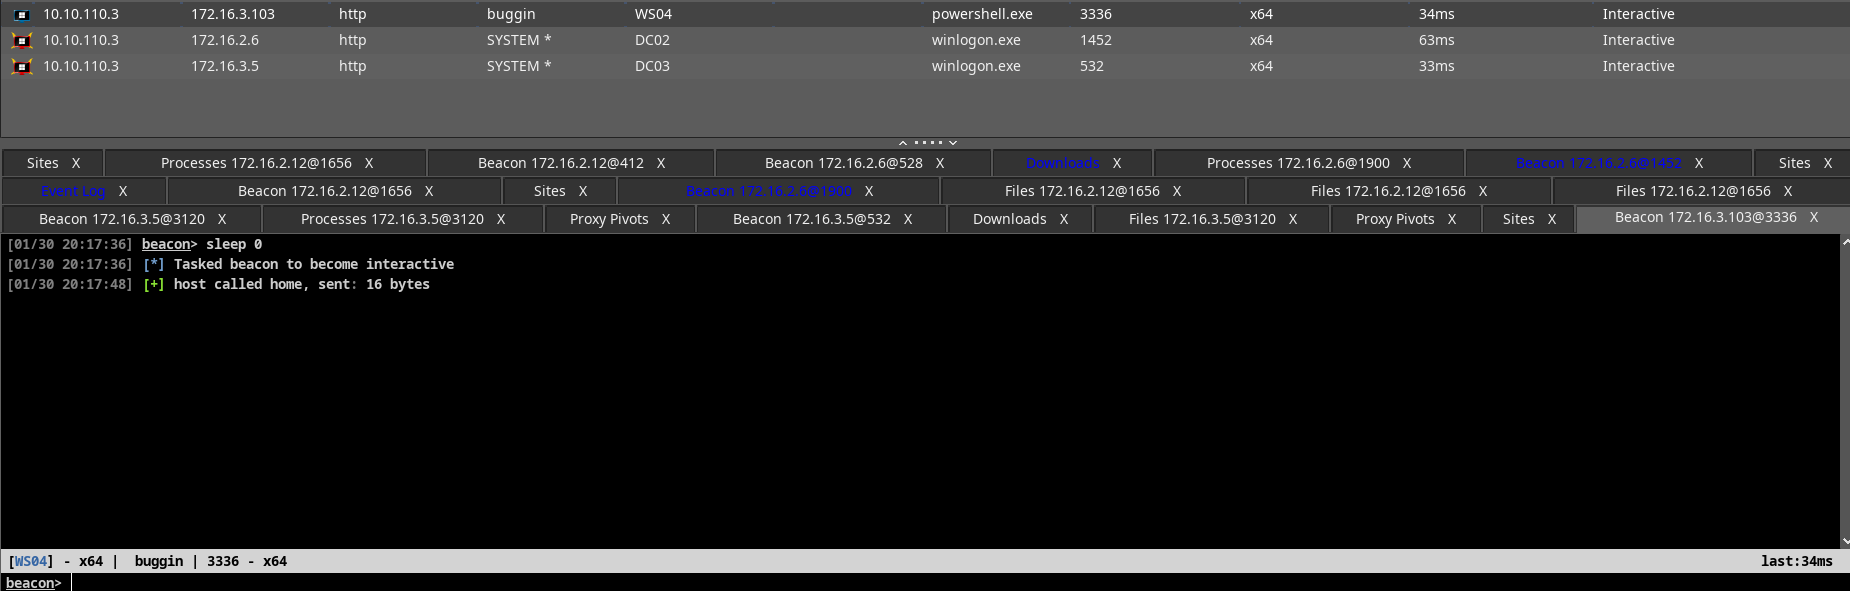 10.10.110.3 172.16.3.103 http buggin WS04 powershell.exe 3336 x64 34ms Interactive
10.10.110.3 172.16.2.6 http SYSTEM * DC02 winlogon.exe 1452 x64 63ms Interactive
10.10.110.3 172.16.3.5 http SYSTEM * DC03 winlogon.exe 532 x64 33ms Interactive
Sites X Processes 172.16.2.12@1656 X Beacon 172.16.2.12@412 X Beacon 172.16.2.6@528 X Downloads X Processes 172.16.2.6@1900 X Beacon 172.16.2.6@1452 X Sites X
Event Log X Beacon 172.16.2.12@1656 X Sites X Beacon 172.16.2.6@1900 X Files 172.16.2.12@1656 X Files 172.16.2.12@1656 X Files 172.16.2.12@1656 X
Beacon 172.16.3.5@3120 X Processes 172.16.3.5@3120 X Proxy Pivots X Beacon 172.16.3.5@532 X Downloads X Files 172.16.3.5@3120 X Proxy Pivots X Sites X Beacon 172.16.3.103@3336 X
[01/30 20:17:36] beacon> sleep 0
[01/30 20:17:36] [*] Tasked beacon to become interactive
[01/30 20:17:48] [+] host called home, sent: 16 bytes
[WS04] - x64 | buggin | 3336 - x64 last:34ms
beacon>